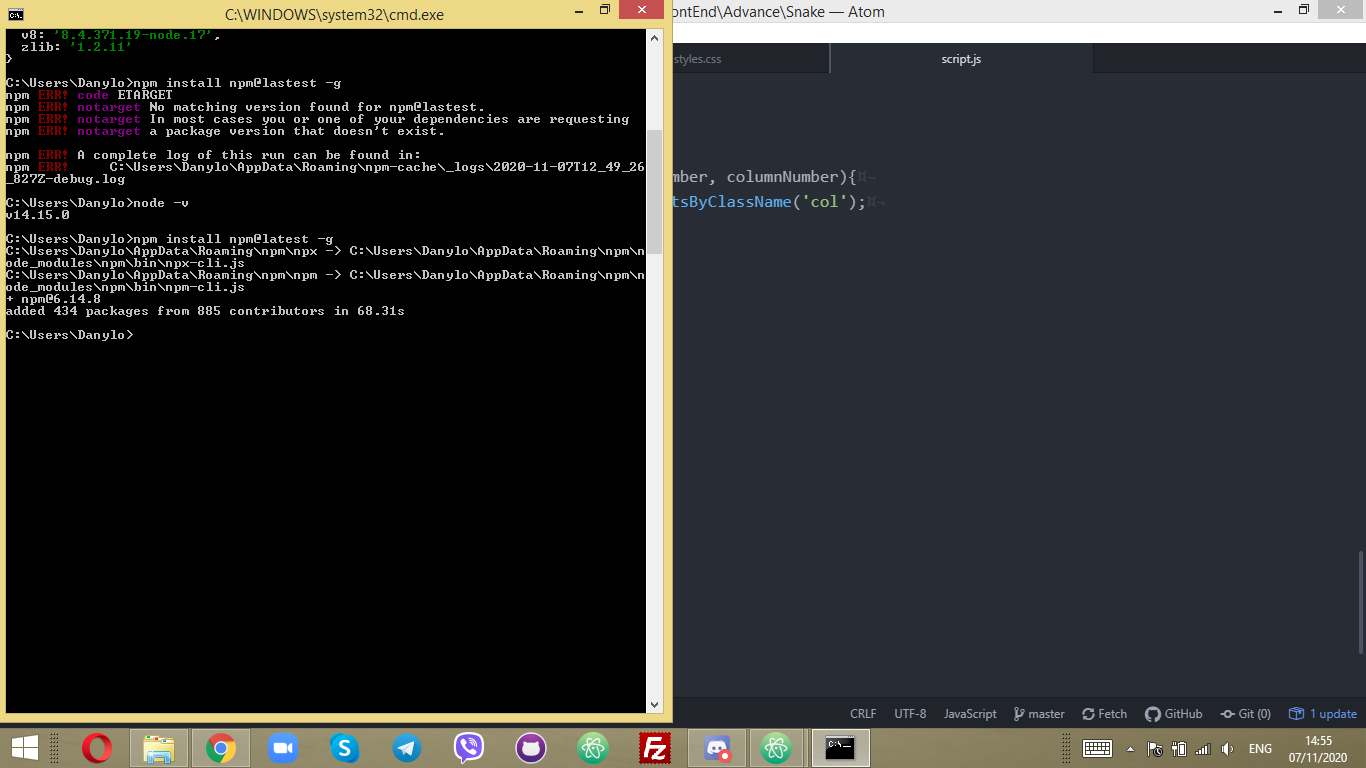 C:\WINDOWS\system32\cmd.exe
v8: '8.4.371.19-node.17',
zlib: '1.2.11'
}
C:\Users\Danylo>npm install npm@lastest -g
npm ERR! code ETARGET
npm ERR! notarget No matching version found for npm@lastest.
npm ERR! notarget In most cases you or one of your dependencies are requesting
npm ERR! notarget a package version that doesn't exist.
npm ERR! A complete log of this run can be found in:
npm ERR!     C:\Users\Danylo\AppData\Roaming\npm-cache\_logs\2020-11-07T12_49_26
_827Z-debug.log
C:\Users\Danylo>node -v
v14.15.0
C:\Users\Danylo>npm install npm@latest -g
C:\Users\Danylo\AppData\Roaming\npm\npx -> C:\Users\Danylo\AppData\Roaming\npm\n
ode_modules\npm\bin\npx-cli.js
C:\Users\Danylo\AppData\Roaming\npm\npm -> C:\Users\Danylo\AppData\Roaming\npm\n
ode_modules\npm\bin\npm-cli.js
+ npm@6.14.8
added 434 packages from 885 contributors in 68.31s
C:\Users\Danylo>
ontEnd\Advance\Snake — Atom
styles.css
script.js
mber, columnNumber){¤¬
tsByClassName('col');¤¬
CRLF UTF-8 JavaScript master Fetch GitHub Git (0) 1 update
ENG
14:55
07/11/2020